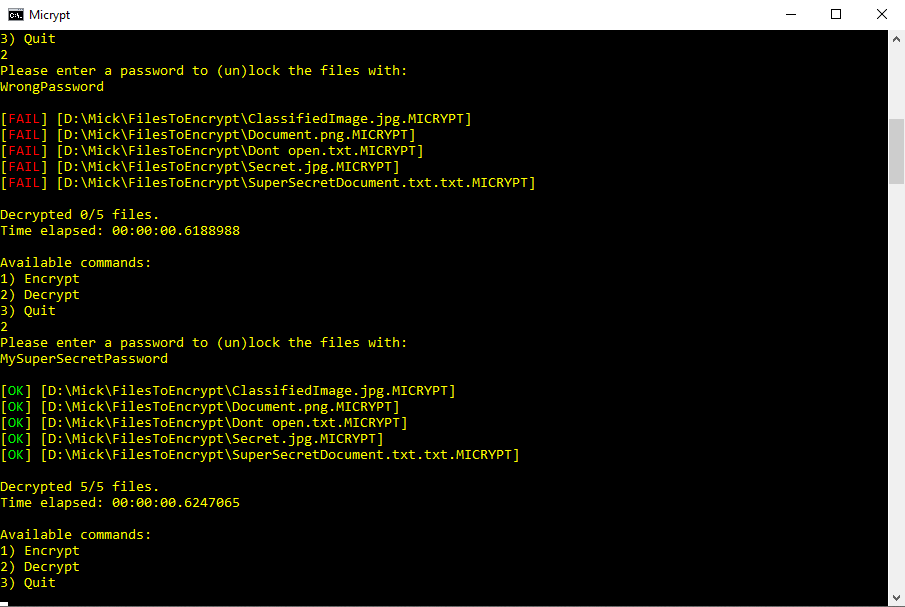 Micrypt
3) Quit
2
Please enter a password to (un)lock the files with:
WrongPassword
[FAIL] [D:\Mick\FilesToEncrypt\ClassifiedImage.jpg.MICRYPT]
[FAIL] [D:\Mick\FilesToEncrypt\Document.png.MICRYPT]
[FAIL] [D:\Mick\FilesToEncrypt\Dont open.txt.MICRYPT]
[FAIL] [D:\Mick\FilesToEncrypt\Secret.jpg.MICRYPT]
[FAIL] [D:\Mick\FilesToEncrypt\SuperSecretDocument.txt.txt.MICRYPT]
Decrypted 0/5 files.
Time elapsed: 00:00:00.6188988
Available commands:
1) Encrypt
2) Decrypt
3) Quit
2
Please enter a password to (un)lock the files with:
MySuperSecretPassword
[OK] [D:\Mick\FilesToEncrypt\ClassifiedImage.jpg.MICRYPT]
[OK] [D:\Mick\FilesToEncrypt\Document.png.MICRYPT]
[OK] [D:\Mick\FilesToEncrypt\Dont open.txt.MICRYPT]
[OK] [D:\Mick\FilesToEncrypt\Secret.jpg.MICRYPT]
[OK] [D:\Mick\FilesToEncrypt\SuperSecretDocument.txt.txt.MICRYPT]
Decrypted 5/5 files.
Time elapsed: 00:00:00.6247065
Available commands:
1) Encrypt
2) Decrypt
3) Quit